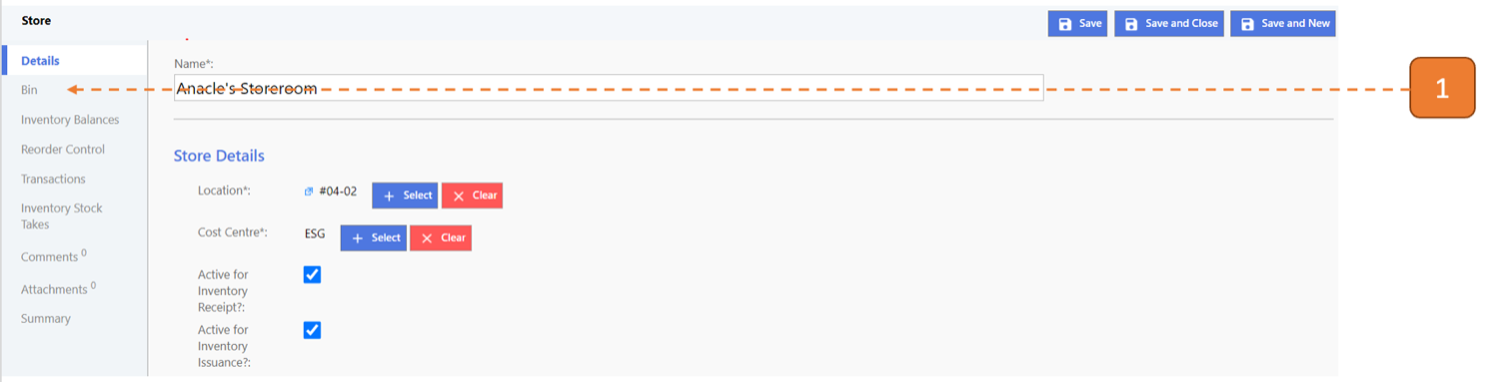 Store
Save
Save and Close
Save and New
Details
Bin
Inventory Balances
Reorder Control
Transactions
Inventory Stock
Takes
Comments 0
Attachments 0
Summary
Name*:
Anacle's Storeroom
Store Details
Location*:
#04-02
Select
Clear
Cost Centre*:
ESG
Select
Clear
Active for
Inventory
Receipt?:
Active for
Inventory
Issuance?:
1